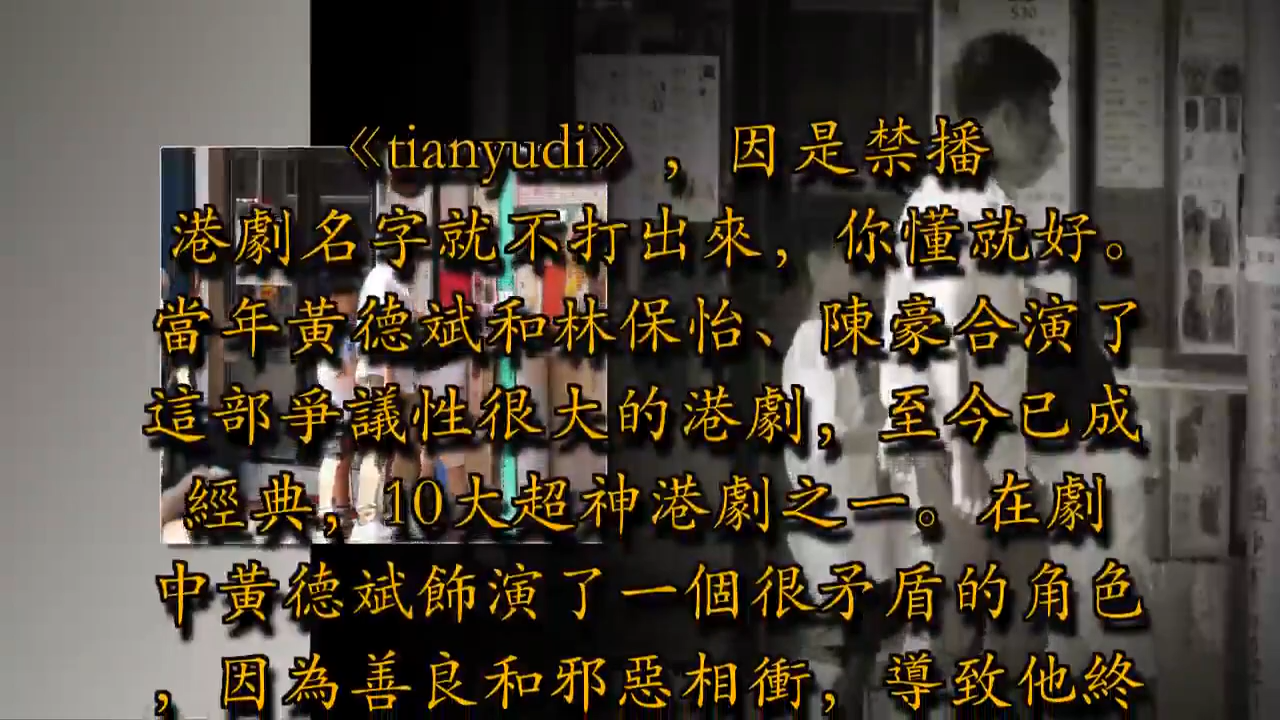 530
《tianyudi》，因是禁播
港劇名字就不打出來，你懂就好。
當年黃德斌和林保怡、陳豪合演了
這部爭議性很大的港劇，至今已成
經典，10大超神港劇之一。在劇
中黃德斌飾演了一個很矛盾的角色
，因為善良和邪惡相衝，導致他終